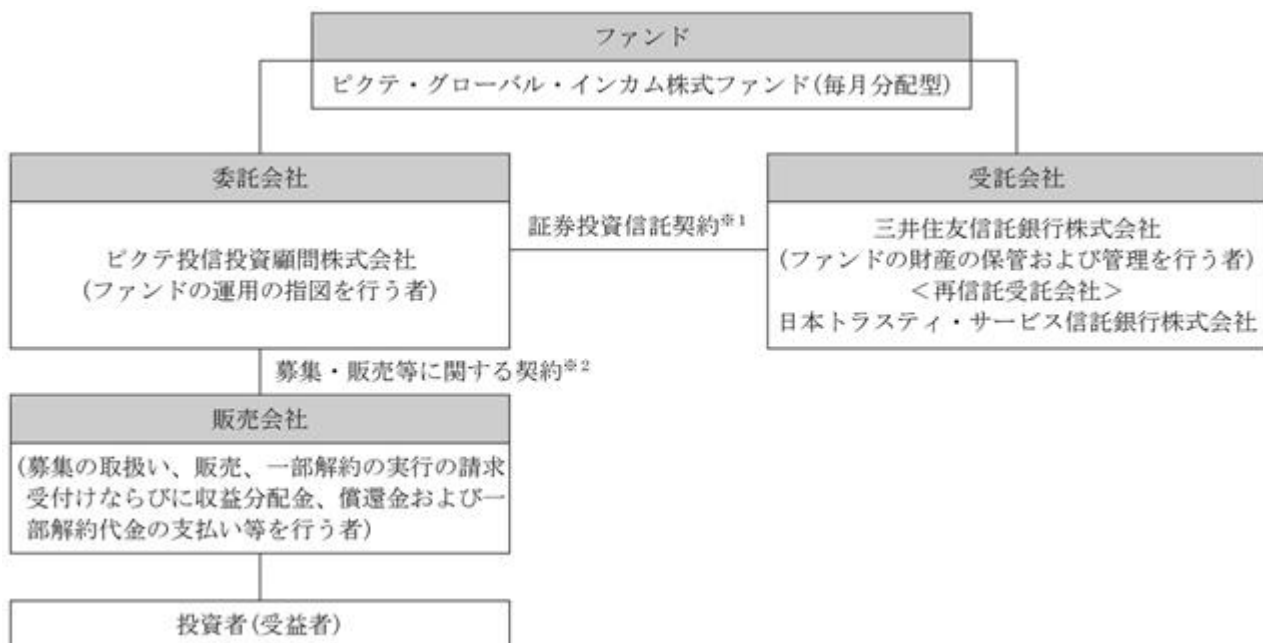 ファンド
ピクテ・グローバル・インカム株式ファンド(毎月分配型)
委託会社
ピクテ投信投資顧問株式会社
(ファンドの運用の指図を行う者)
証券投資信託契約※1
受託会社
三井住友信託銀行株式会社
(ファンドの財産の保管および管理を行う者)
＜再信託受託会社＞
日本トラスティ・サービス信託銀行株式会社
募集・販売等に関する契約※2
販売会社
(募集の取扱い、販売、一部解約の実行の請求
受付けならびに収益分配金、償還金および一
部解約代金の支払い等を行う者)
投資者(受益者)